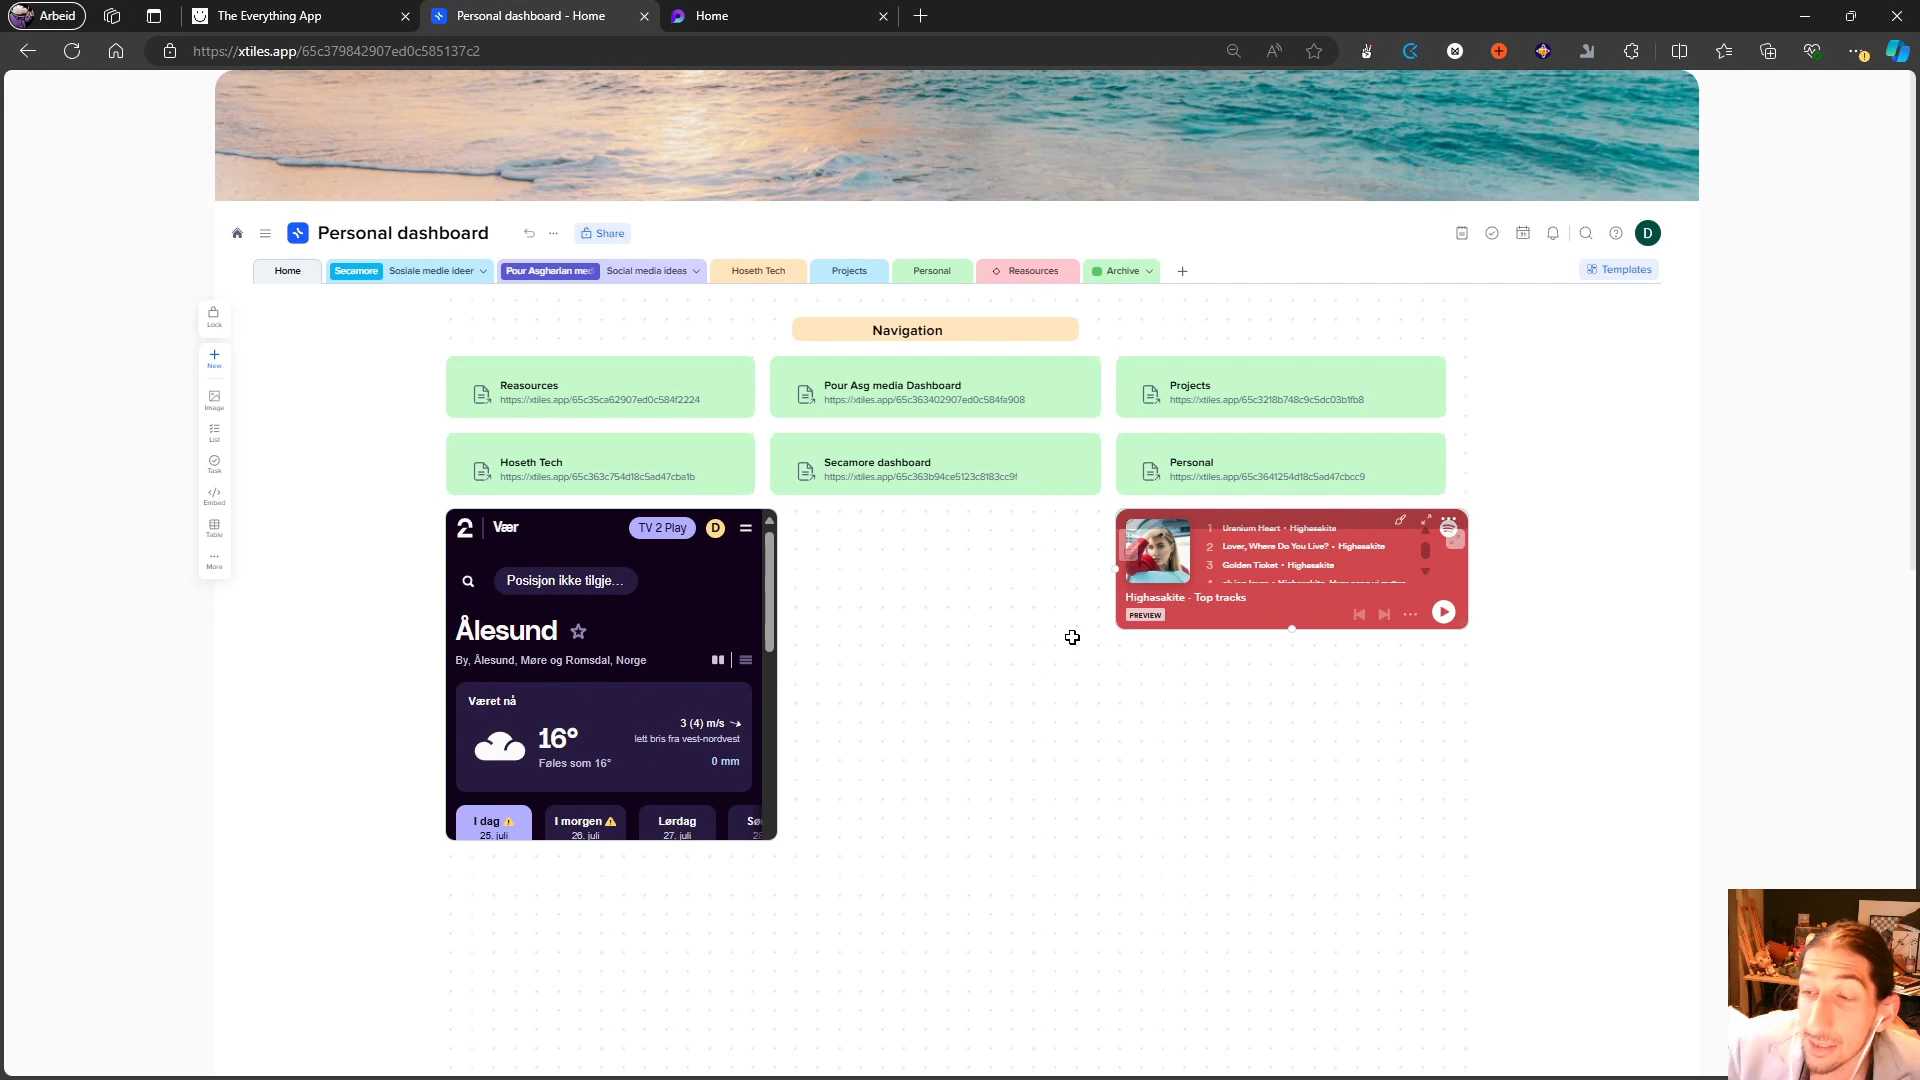 Arbeid
The Everything App
Personal dashboard - Home
Home
https://xtiles.app/65c379842907ed0c585137c2
Personal dashboard
Share
D
Home
Secamore
Sosiale medie ideer
Pour Asgharian med
Social media ideas
Hoseth Tech
Projects
Personal
Reasources
Archive
Templates
Lock
New
Image
List
Task
Embed
Table
More
Navigation
Reasources
https://xtiles.app/65c35ca62907ed0c584f2224
Pour Asg media Dashboard
https://xtiles.app/65c363402907ed0c584fa908
Projects
https://xtiles.app/65c3218b748c9c5dc03b1fb8
Hoseth Tech
https://xtiles.app/65c363c754d18c5ad47cba1b
Secamore dashboard
https://xtiles.app/65c363b94ce5123c8183cc9f
Personal
https://xtiles.app/65c3641254d18c5ad47cbcc9
2 Vær
TV 2 Play
D
Posisjon ikke tilgje...
Ålesund
By, Ålesund, Møre og Romsdal, Norge
Været nå
16°
Føles som 16°
3 (4) m/s
lett bris fra vest-nordvest
0 mm
I dag
25. juli
I morgen
26. juli
Lørdag
27. juli
1 Uranium Heart • Highasakite
2 Lover, Where Do You Live? • Highasakite
3 Golden Ticket • Highasakite
Highasakite - Top tracks
PREVIEW